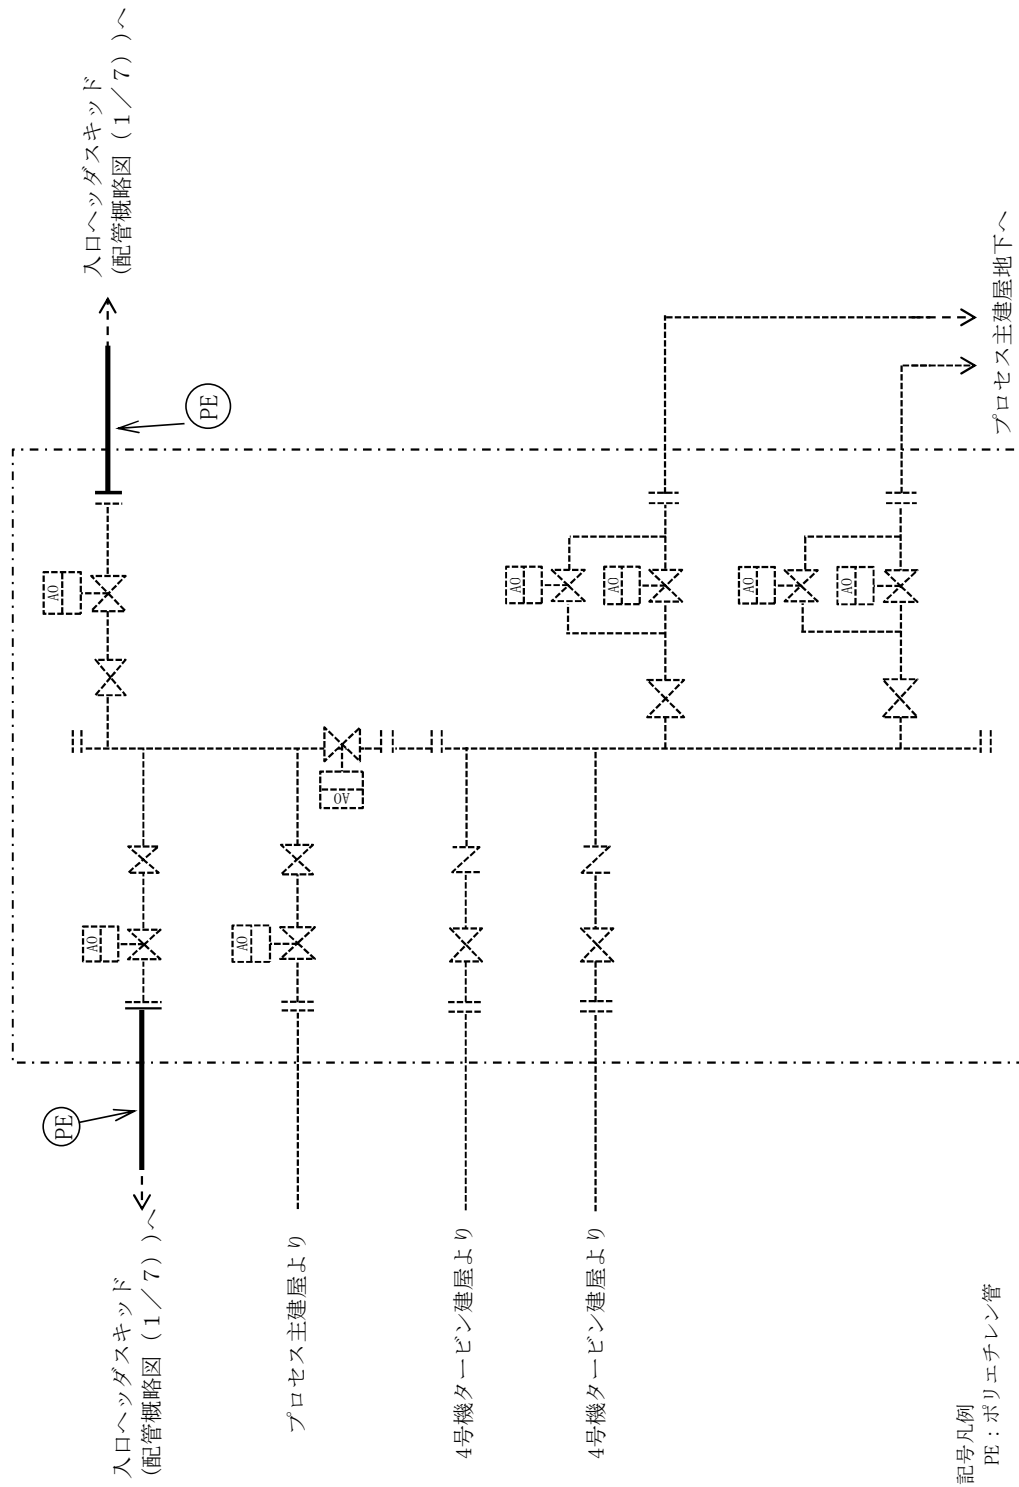 入口ヘッダスキッド
(配管概略図（１／７）)へ
PE
AO
プロセス主建屋地下へ
AO
AO
AO
AO
AO
AO
AO
PE
入口ヘッダスキッド
(配管概略図（１／７）)へ
プロセス主建屋より
4号機タービン建屋より
4号機タービン建屋より
記号凡例
PE：ポリエチレン管